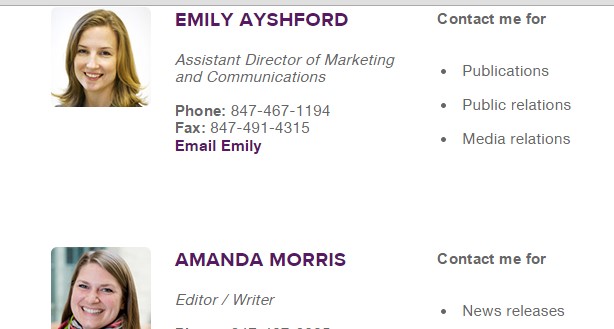 EMILY AYSHFORD
Assistant Director of Marketing
and Communications
Phone: 847-467-1194
Fax: 847-491-4315
Email Emily
Contact me for
• Publications
• Public relations
• Media relations
AMANDA MORRIS
Editor / Writer
Contact me for
• News releases